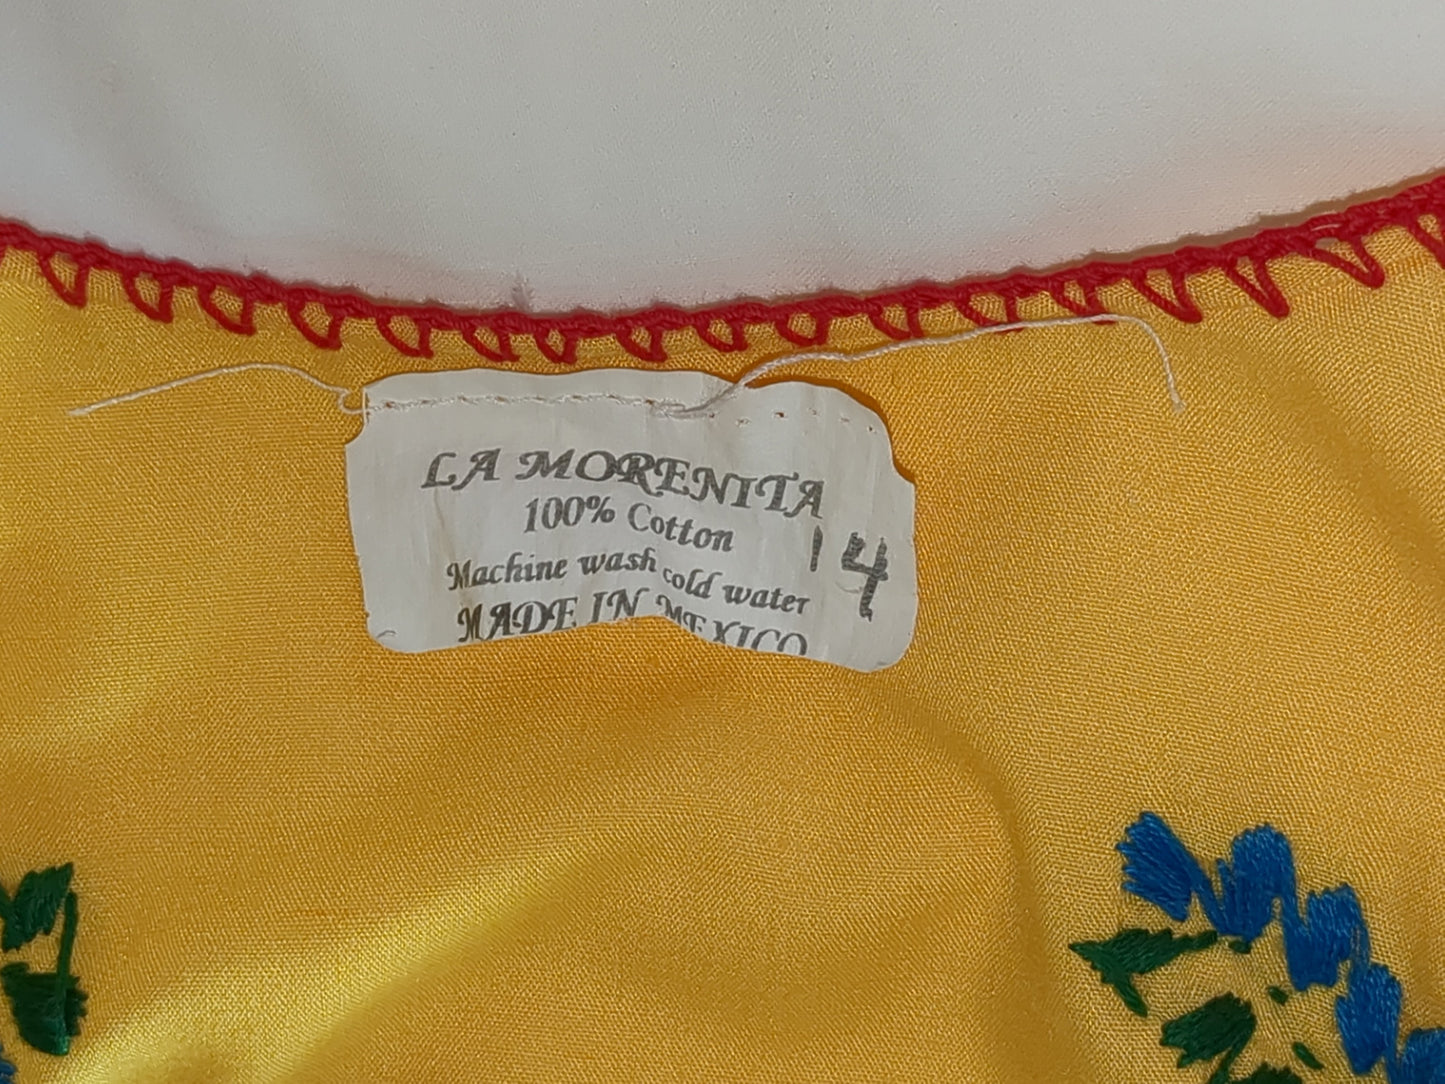 LA MORENITA
100% Cotton
Machine wash cold water
MADE IN MEXICO
14